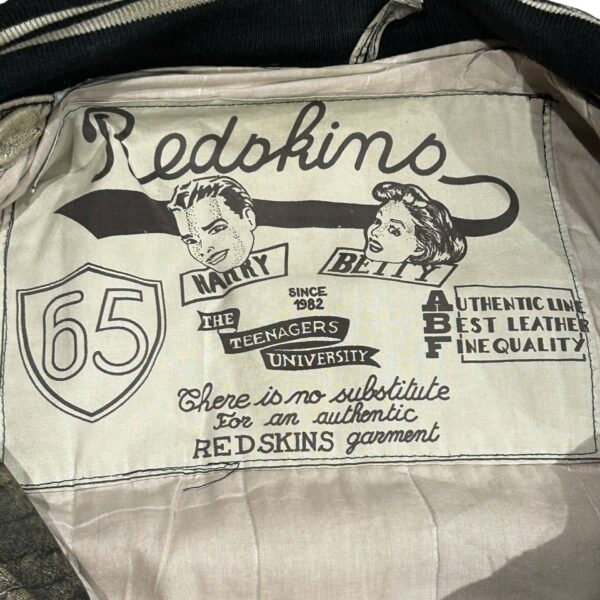 Redskins
HARRY
BETTY
65
SINCE
1982
THE
TEENAGERS
UNIVERSITY
AUTHENTIC LINE
BEST LEATHER
FINE QUALITY
There is no substitute
For an authentic
REDSKINS garment